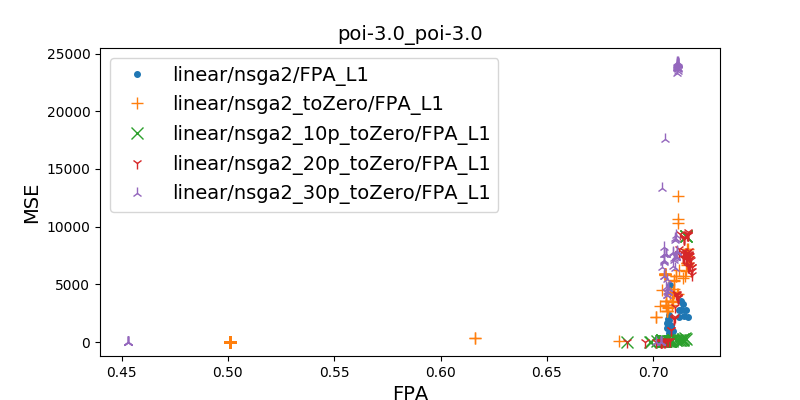 poi-3.0_poi-3.0
25000
20000
15000
10000
5000
0
MSE
linear/nsga2/FPA_L1
linear/nsga2_toZero/FPA_L1
linear/nsga2_10p_toZero/FPA_L1
linear/nsga2_20p_toZero/FPA_L1
linear/nsga2_30p_toZero/FPA_L1
0.45 0.50 0.55 0.60 0.65 0.70
FPA